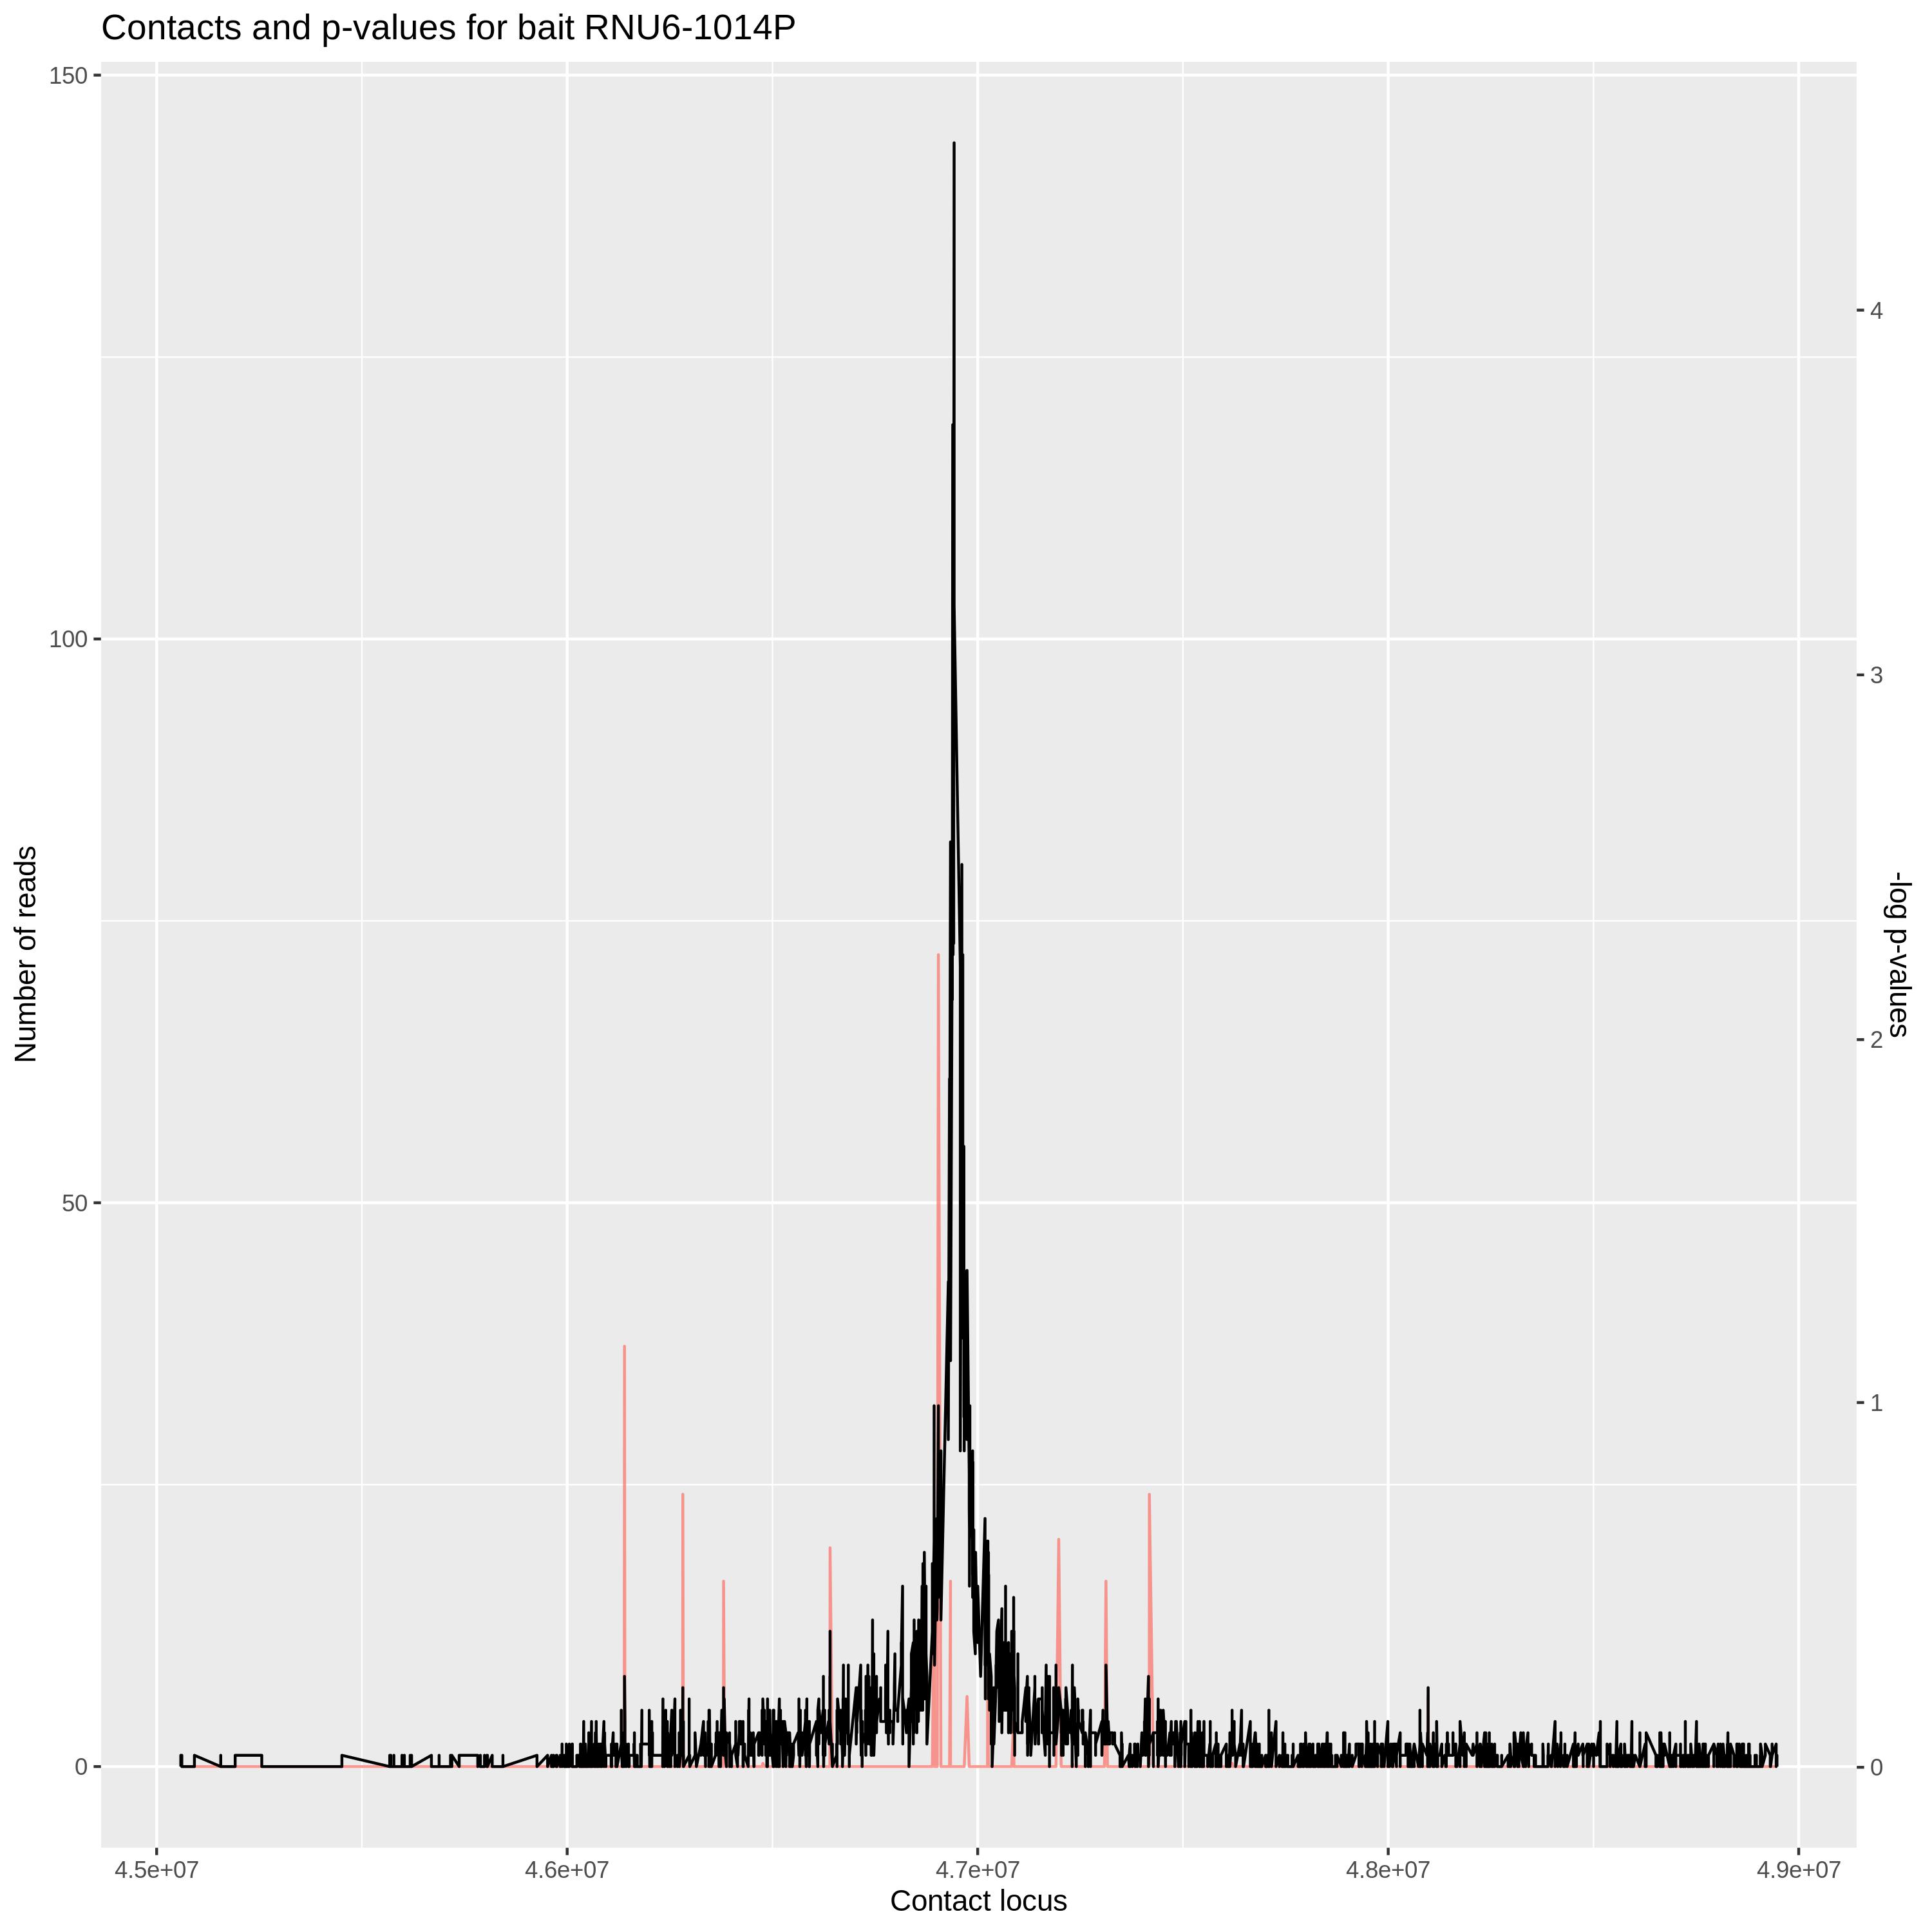 Contacts and p-values for bait RNU6-1014P
150
100
50
0
Number of reads
4
3
2
1
0
-log p-values
4.5e+07
4.6e+07
4.7e+07
4.8e+07
4.9e+07
Contact locus